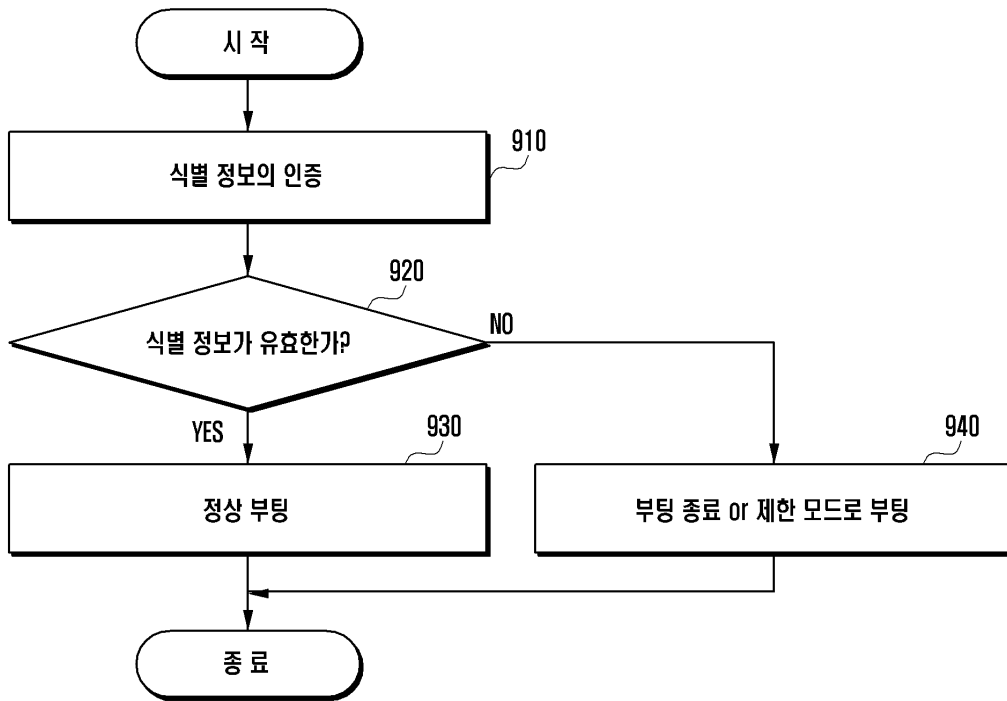 시 작
910
식별 정보의 인증
920
식별 정보가 유효한가?
NO
YES
930
940
정상 부팅
부팅 종료 or 제한 모드로 부팅
종 료